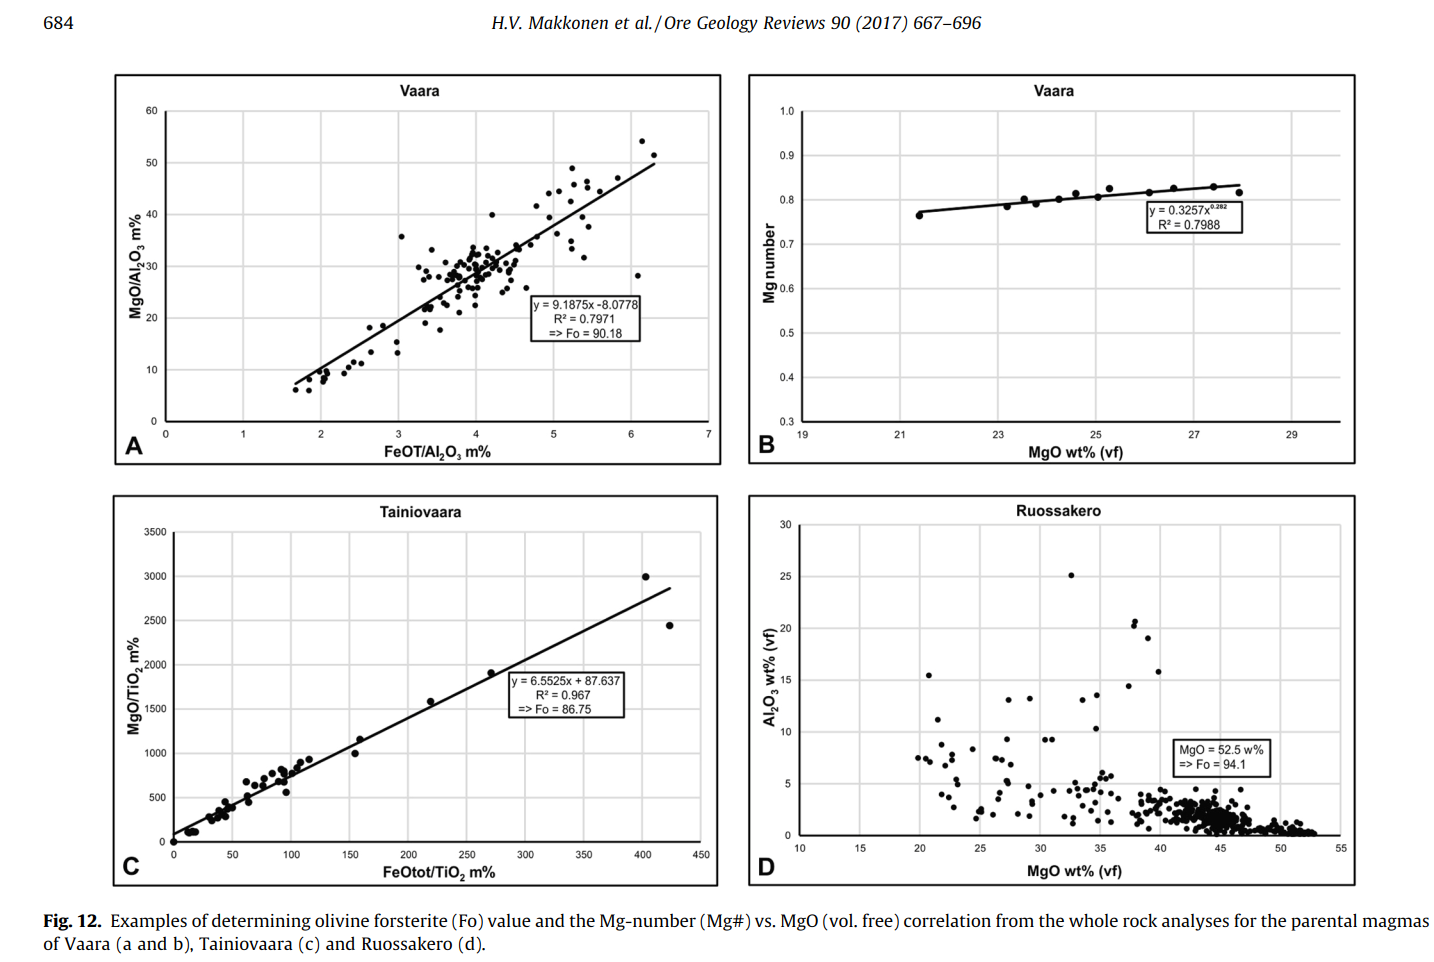 684
H.V. Makkonen et al. / Ore Geology Reviews 90 (2017) 667–696
Vaara
60
50
40
30
20
10
0
0 1 2 3 4 5 6 7
MgO/Al₂O₃ m%
FeOT/Al₂O₃ m%
y = 9.1875x -8.0778
R² = 0.7971
=> Fo = 90.18
A
Vaara
1.0
0.9
0.8
0.7
0.6
0.5
0.4
0.3
19 21 23 25 27 29
Mg number
MgO wt% (vf)
y = 0.3257x⁰·²⁸²
R² = 0.7988
B
Tainiovaara
3500
3000
2500
2000
1500
1000
500
0
0 50 100 150 200 250 300 350 400 450
MgO/TiO₂ m%
FeOtot/TiO₂ m%
y = 6.5525x + 87.637
R² = 0.967
=> Fo = 86.75
C
Ruossakero
30
25
20
15
10
5
0
10 15 20 25 30 35 40 45 50 55
Al₂O₃ wt% (vf)
MgO wt% (vf)
MgO = 52.5 w%
=> Fo = 94.1
D
Fig. 12. Examples of determining olivine forsterite (Fo) value and the Mg-number (Mg#) vs. MgO (vol. free) correlation from the whole rock analyses for the parental magmas
of Vaara (a and b), Tainiovaara (c) and Ruossakero (d).